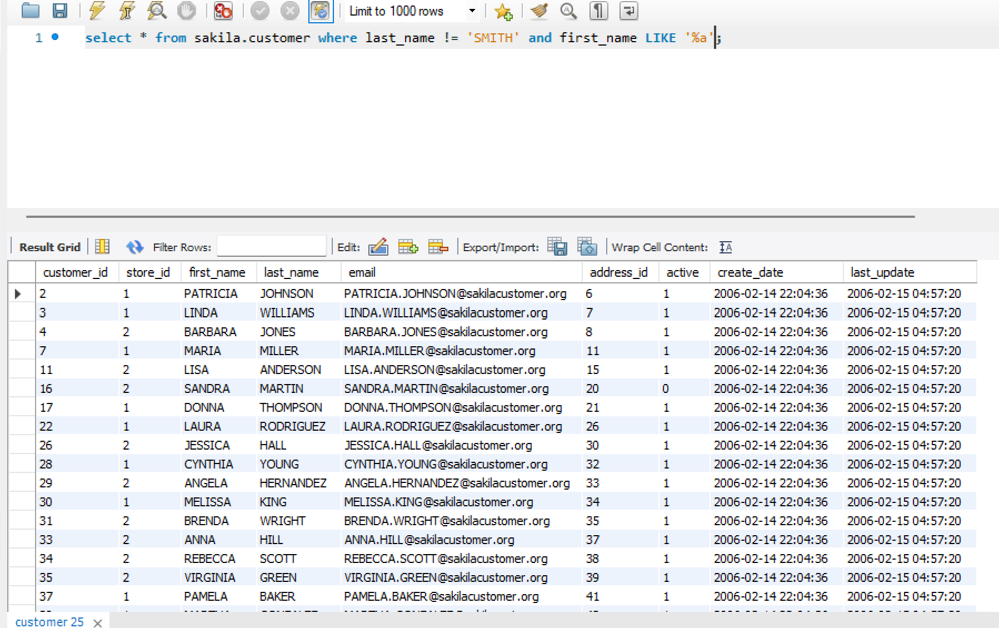 Limit to 1000 rows
1 select * from sakila.customer where last_name != 'SMITH' and first_name LIKE '%a';
Result Grid Filter Rows: Edit: Export/Import: Wrap Cell Content:
customer_id store_id first_name last_name email address_id active create_date last_update
2 1 PATRICIA JOHNSON PATRICIA.JOHNSON@sakilacustomer.org 6 1 2006-02-14 22:04:36 2006-02-15 04:57:20
3 1 LINDA WILLIAMS LINDA.WILLIAMS@sakilacustomer.org 7 1 2006-02-14 22:04:36 2006-02-15 04:57:20
4 2 BARBARA JONES BARBARA.JONES@sakilacustomer.org 8 1 2006-02-14 22:04:36 2006-02-15 04:57:20
7 1 MARIA MILLER MARIA.MILLER@sakilacustomer.org 11 1 2006-02-14 22:04:36 2006-02-15 04:57:20
11 2 LISA ANDERSON LISA.ANDERSON@sakilacustomer.org 15 1 2006-02-14 22:04:36 2006-02-15 04:57:20
16 2 SANDRA MARTIN SANDRA.MARTIN@sakilacustomer.org 20 0 2006-02-14 22:04:36 2006-02-15 04:57:20
17 1 DONNA THOMPSON DONNA.THOMPSON@sakilacustomer.org 21 1 2006-02-14 22:04:36 2006-02-15 04:57:20
22 1 LAURA RODRIGUEZ LAURA.RODRIGUEZ@sakilacustomer.org 26 1 2006-02-14 22:04:36 2006-02-15 04:57:20
26 2 JESSICA HALL JESSICA.HALL@sakilacustomer.org 30 1 2006-02-14 22:04:36 2006-02-15 04:57:20
28 1 CYNTHIA YOUNG CYNTHIA.YOUNG@sakilacustomer.org 32 1 2006-02-14 22:04:36 2006-02-15 04:57:20
29 2 ANGELA HERNANDEZ ANGELA.HERNANDEZ@sakilacustomer.org 33 1 2006-02-14 22:04:36 2006-02-15 04:57:20
30 1 MELISSA KING MELISSA.KING@sakilacustomer.org 34 1 2006-02-14 22:04:36 2006-02-15 04:57:20
31 2 BRENDA WRIGHT BRENDA.WRIGHT@sakilacustomer.org 35 1 2006-02-14 22:04:36 2006-02-15 04:57:20
33 2 ANNA HILL ANNA.HILL@sakilacustomer.org 37 1 2006-02-14 22:04:36 2006-02-15 04:57:20
34 2 REBECCA SCOTT REBECCA.SCOTT@sakilacustomer.org 38 1 2006-02-14 22:04:36 2006-02-15 04:57:20
35 2 VIRGINIA GREEN VIRGINIA.GREEN@sakilacustomer.org 39 1 2006-02-14 22:04:36 2006-02-15 04:57:20
37 1 PAMELA BAKER PAMELA.BAKER@sakilacustomer.org 41 1 2006-02-14 22:04:36 2006-02-15 04:57:20
customer 25